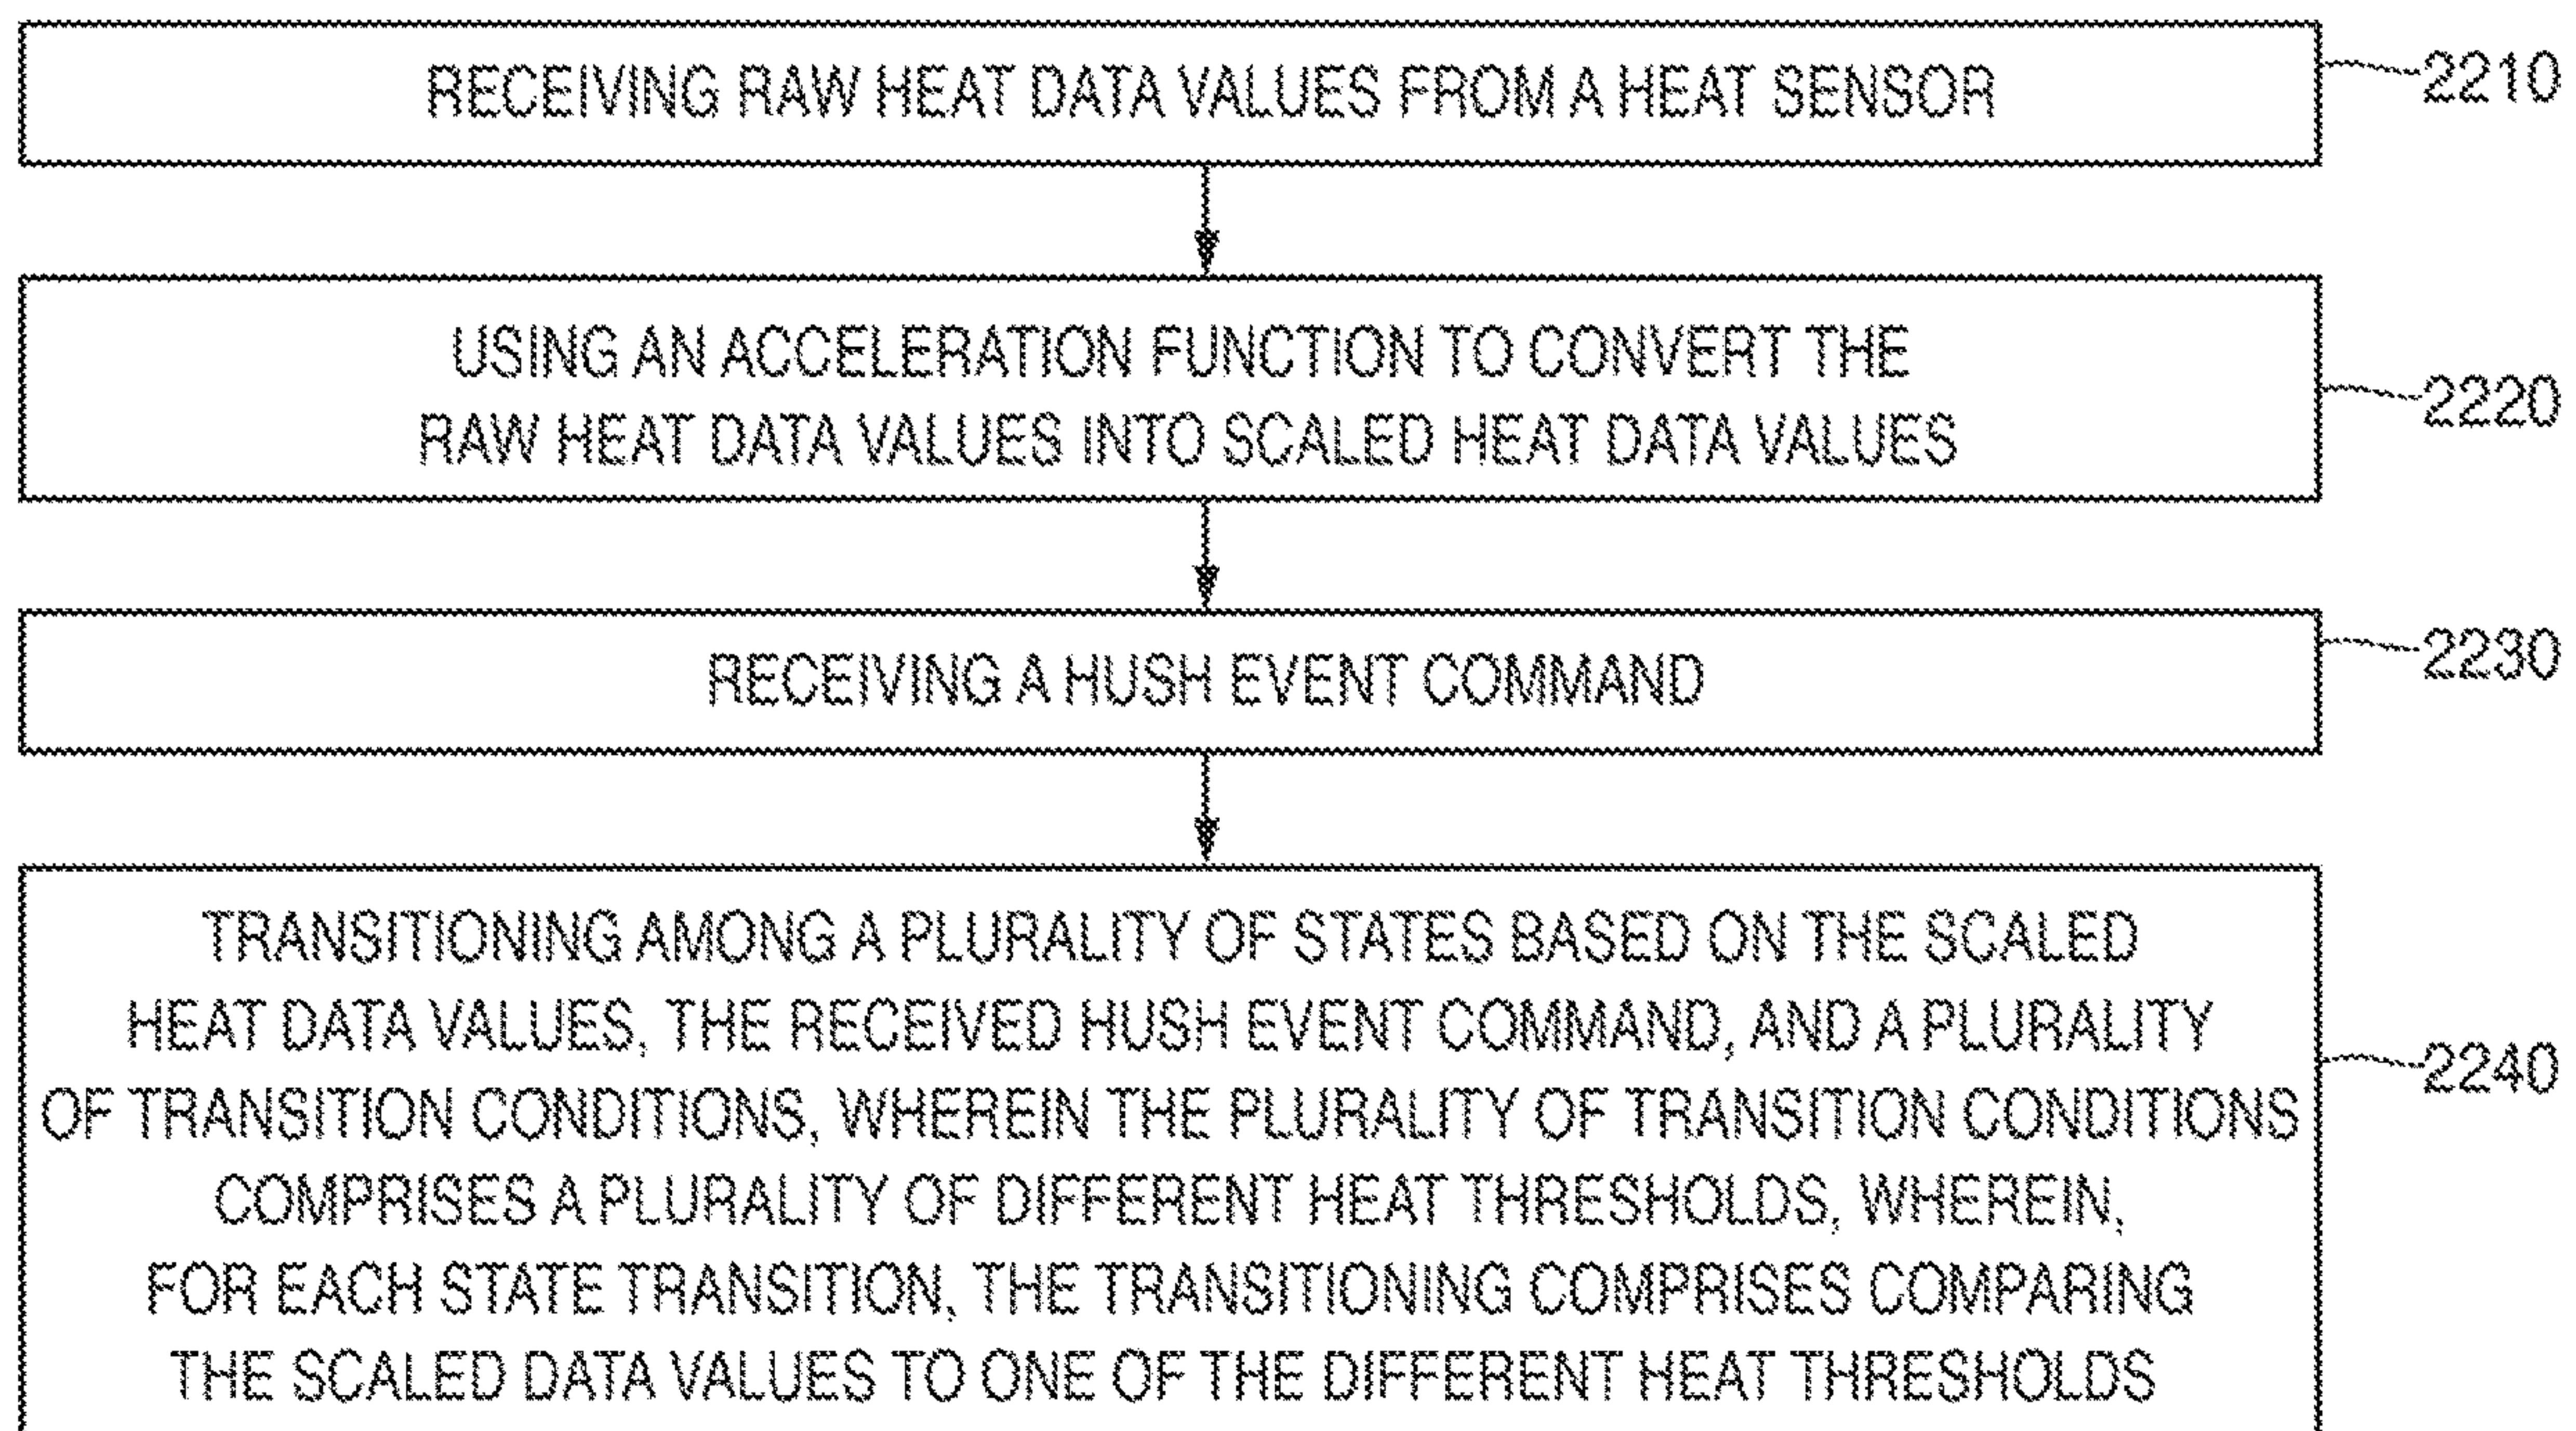 RECEIVING RAW HEAT DATA VALUES FROM A HEAT SENSOR
2210
USING AN ACCELERATION FUNCTION TO CONVERT THE
RAW HEAT DATA VALUES INTO SCALED HEAT DATA VALUES
2220
RECEIVING A HUSH EVENT COMMAND
2230
TRANSITIONING AMONG A PLURALITY OF STATES BASED ON THE SCALED
HEAT DATA VALUES, THE RECEIVED HUSH EVENT COMMAND, AND A PLURALITY
OF TRANSITION CONDITIONS, WHEREIN THE PLURALITY OF TRANSITION CONDITIONS
COMPRISES A PLURALITY OF DIFFERENT HEAT THRESHOLDS, WHEREIN,
FOR EACH STATE TRANSITION, THE TRANSITIONING COMPRISES COMPARING
THE SCALED DATA VALUES TO ONE OF THE DIFFERENT HEAT THRESHOLDS
2240